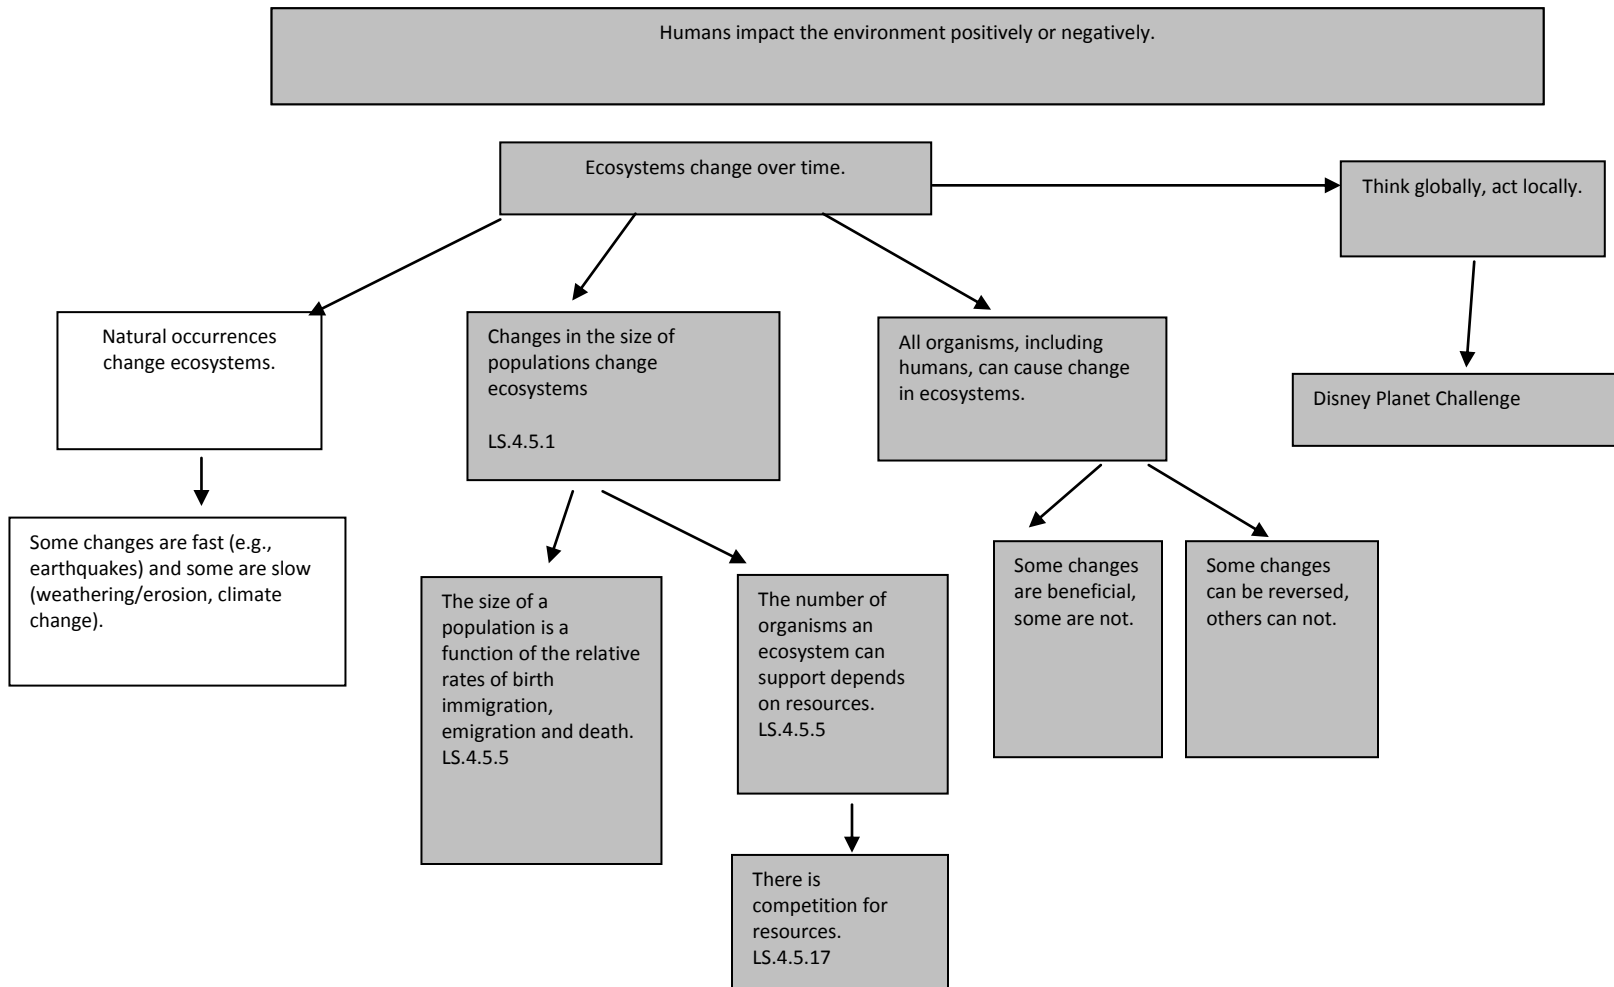 Humans impact the environment positively or negatively.
Ecosystems change over time.
Think globally, act locally.
Natural occurrences
change ecosystems.
Changes in the size of
populations change
ecosystems
LS.4.5.1
All organisms, including
humans, can cause change
in ecosystems.
Disney Planet Challenge
Some changes are fast (e.g.,
earthquakes) and some are slow
(weathering/erosion, climate
change).
The size of a
population is a
function of the relative
rates of birth
immigration,
emigration and death.
LS.4.5.5
The number of
organisms an
ecosystem can
support depends
on resources.
LS.4.5.5
Some changes
are beneficial,
some are not.
Some changes
can be reversed,
others can not.
There is
competition for
resources.
LS.4.5.17